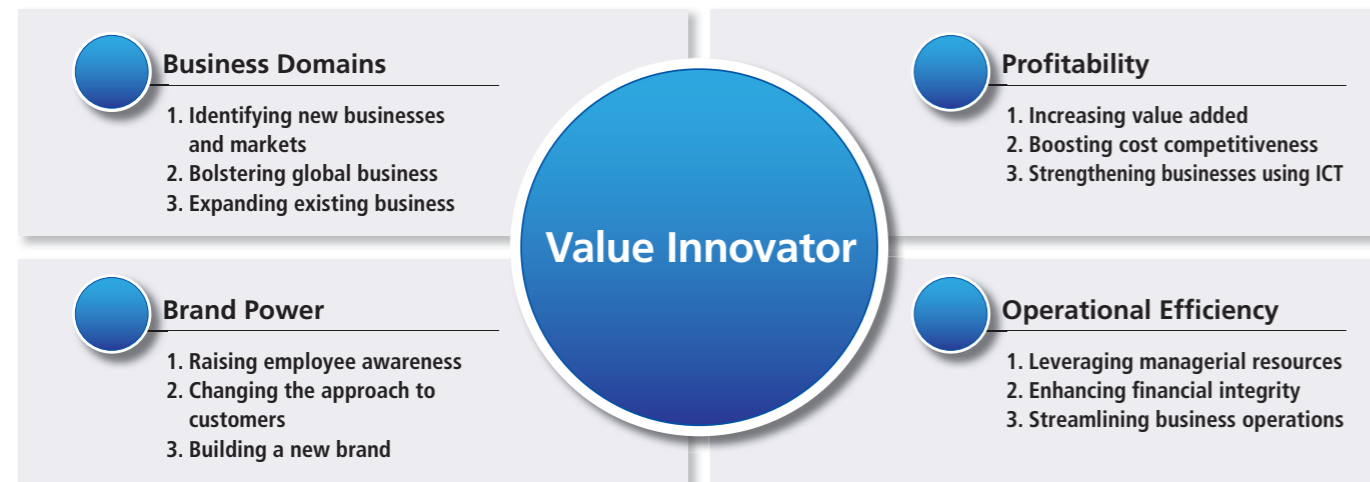 Business Domains
1. Identifying new businesses
and markets
2. Bolstering global business
3. Expanding existing business
Profitability
1. Increasing value added
2. Boosting cost competitiveness
3. Strengthening businesses using ICT
Value Innovator
Brand Power
1. Raising employee awareness
2. Changing the approach to
customers
3. Building a new brand
Operational Efficiency
1. Leveraging managerial resources
2. Enhancing financial integrity
3. Streamlining business operations